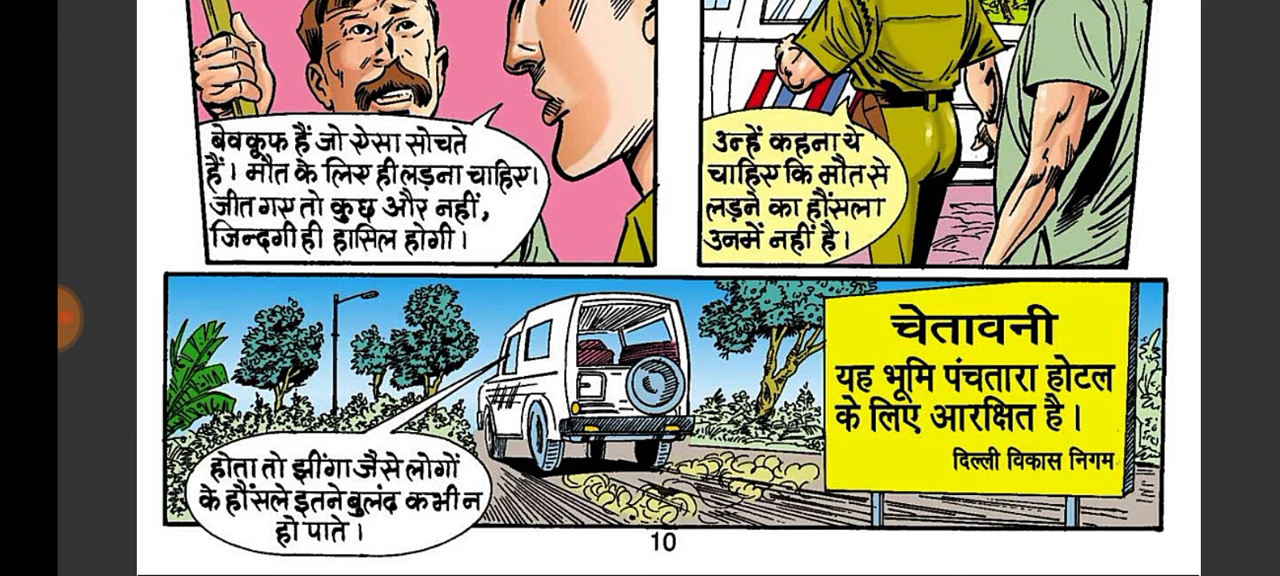 बेवकूफ हैं जो ऐसा सोचते
हैं। मौत के लिए ही लड़ना चाहिए।
जीत गए तो कुछ और नहीं,
जिन्दगी ही हासिल होगी।
उन्हें कहना ये
चाहिए कि मौत से
लड़ने का हौंसला
उनमें नहीं है।
होता तो झींगा जैसे लोगों
के हौंसले इतने बुलंद कभी न
हो पाते।
चेतावनी
यह भूमि पंचतारा होटल
के लिए आरक्षित है।
दिल्ली विकास निगम
10